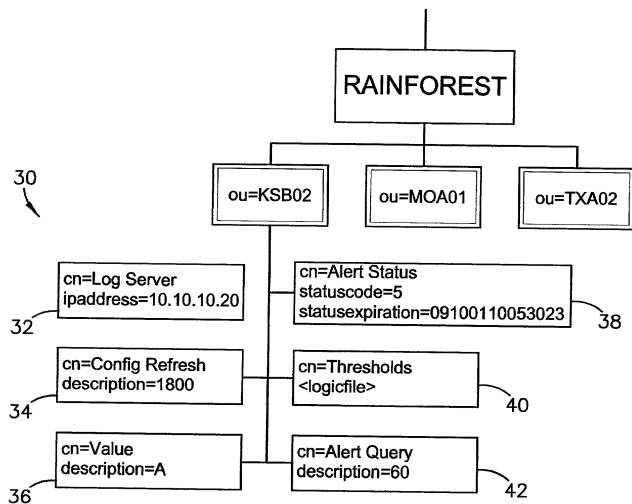 RAINFOREST
30
ou=KSB02
ou=MOA01
ou=TXA02
cn=Log Server
ipaddress=10.10.10.20
32
cn=Alert Status
statuscode=5
statusexpiration=09100110053023
38
cn=Config Refresh
description=1800
34
cn=Thresholds
<logicfile>
40
cn=Value
description=A
36
cn=Alert Query
description=60
42